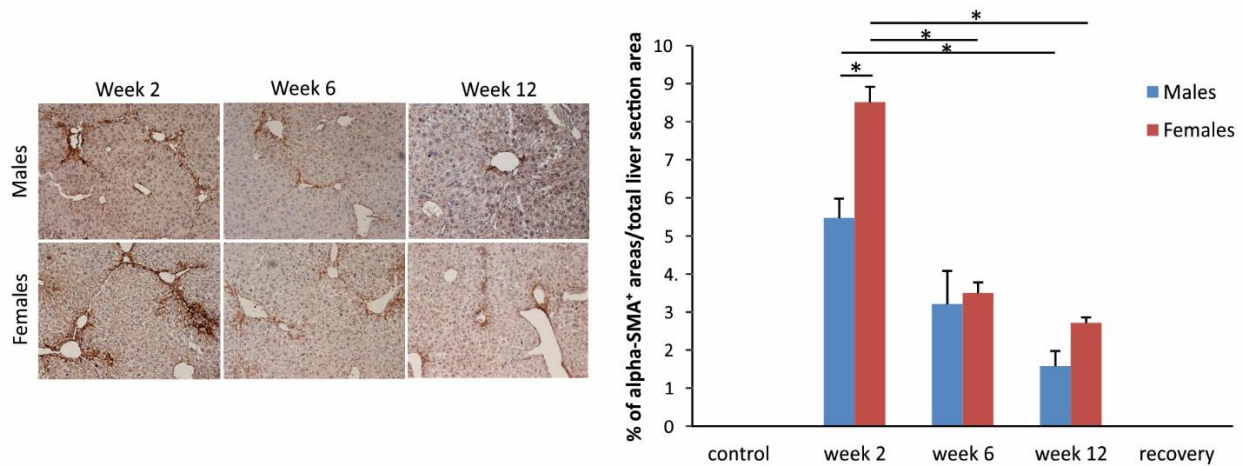 Week 2 Week 6 Week 12
Males
Females
% of alpha-SMA⁺ areas/total liver section area
10
9
8
7
6
5
4.
3
2
1
0
*
*
*
*
Males
Females
control week 2 week 6 week 12 recovery